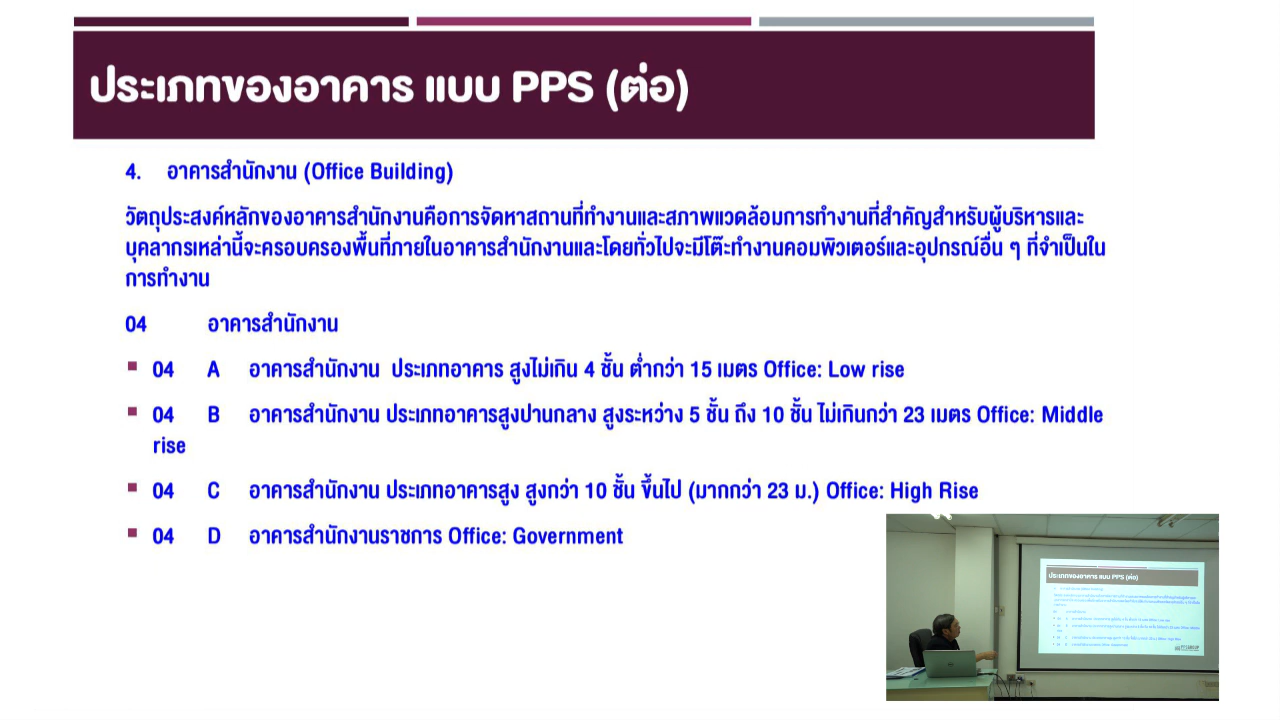 ประเภทของอาคาร แบบ PPS (ต่อ)
4. อาคารสำนักงาน (Office Building)
วัตถุประสงค์หลักของอาคารสำนักงานคือการจัดหาสถานที่ทำงานและสภาพแวดล้อมการทำงานที่สำคัญสำหรับผู้บริหารและ
บุคลากรเหล่านี้จะครอบครองพื้นที่ภายในอาคารสำนักงานและโดยทั่วไปจะมีโต๊ะทำงานคอมพิวเตอร์และอุปกรณ์อื่น ๆ ที่จำเป็นใน
การทำงาน
04 อาคารสำนักงาน
04 A อาคารสำนักงาน ประเภทอาคาร สูงไม่เกิน 4 ชั้น ต่ำกว่า 15 เมตร Office: Low rise
04 B อาคารสำนักงาน ประเภทอาคารสูงปานกลาง สูงระหว่าง 5 ชั้น ถึง 10 ชั้น ไม่เกินกว่า 23 เมตร Office: Middle
rise
04 C อาคารสำนักงาน ประเภทอาคารสูง สูงกว่า 10 ชั้น ขึ้นไป (มากกว่า 23 ม.) Office: High Rise
04 D อาคารสำนักงานราชการ Office: Government
ประเภทของอาคาร แบบ PPS (ต่อ)